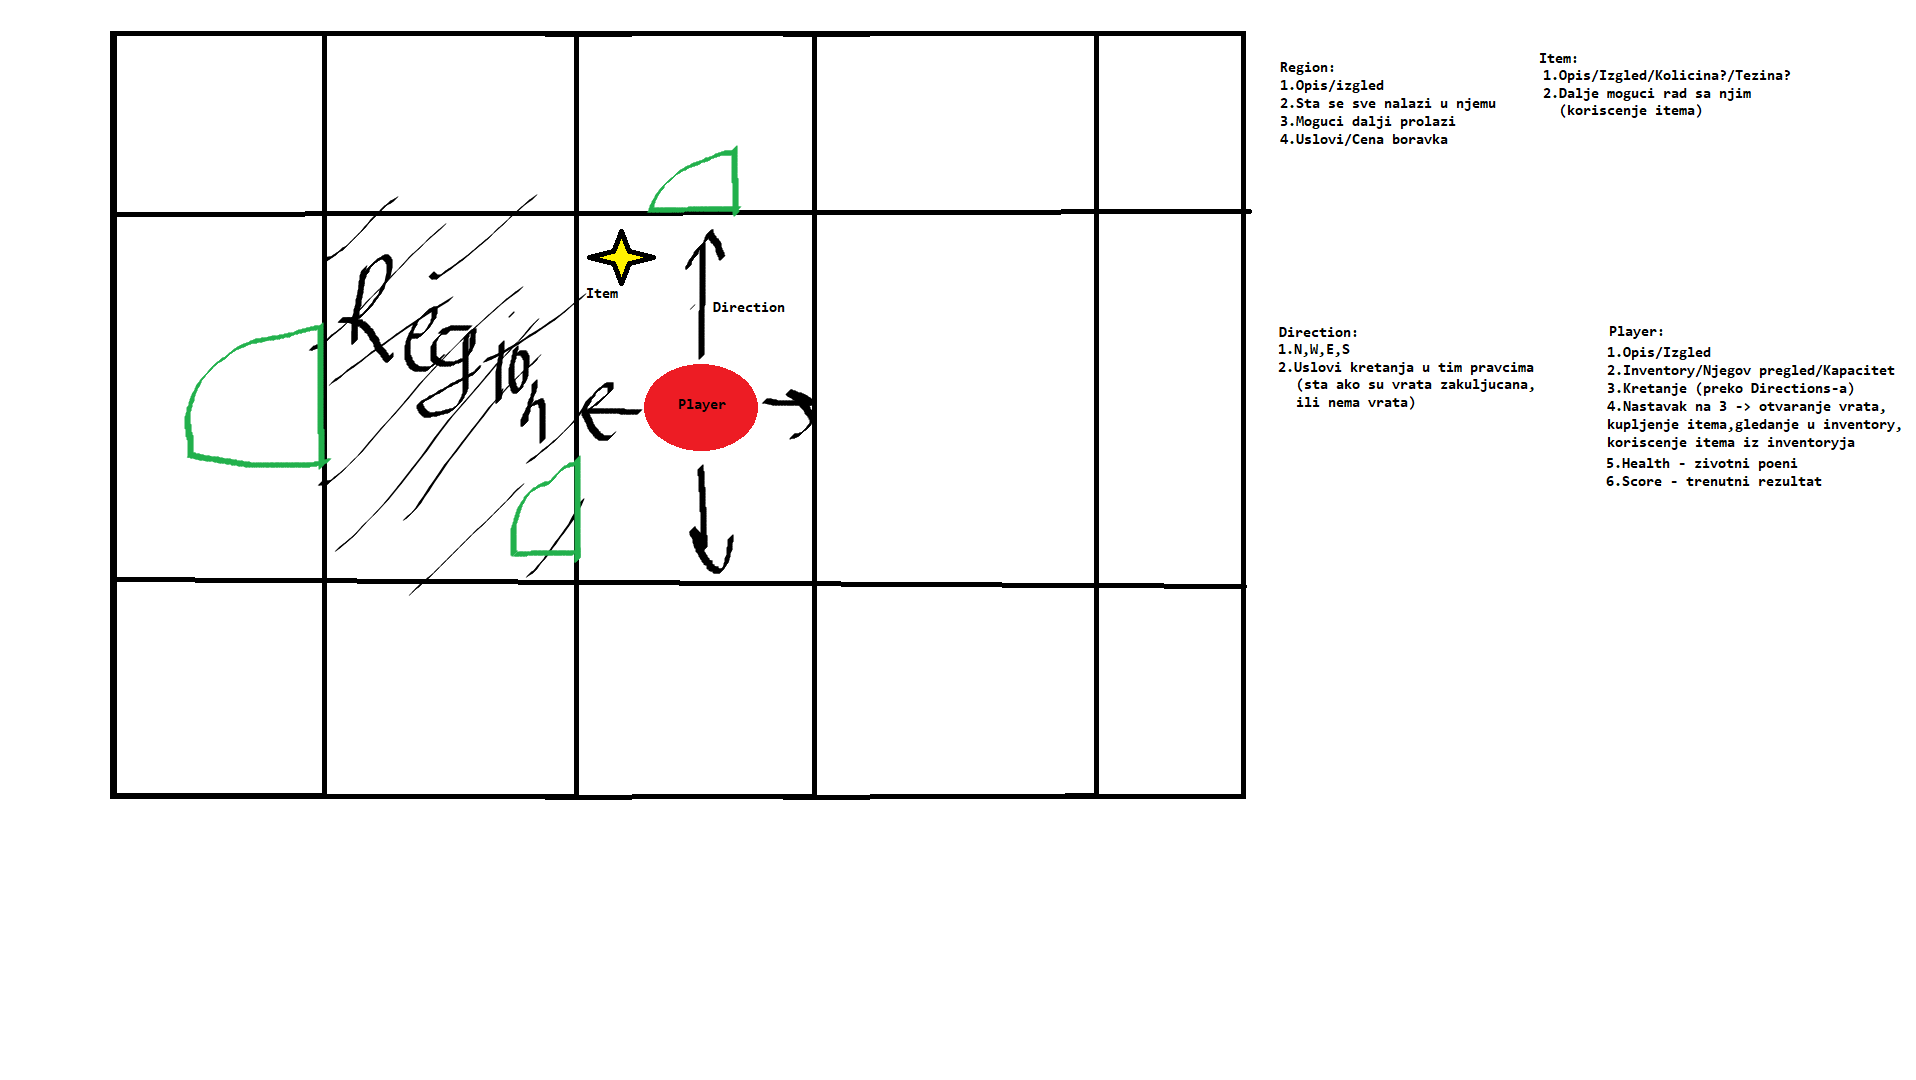 Region:
1.Opis/izgled
2.Sta se sve nalazi u njemu
3.Moguci dalji prolazi
4.Uslovi/Cena boravka
Item:
1.Opis/Izgled/Kolicina?/Tezina?
2.Dalje moguci rad sa njim
(koriscenje itema)
Region
Item
Direction
Player
Direction:
1.N,W,E,S
2.Uslovi kretanja u tim pravcima
(sta ako su vrata zakuljucana,
ili nema vrata)
Player:
1.Opis/Izgled
2.Inventory/Njegov pregled/Kapacitet
3.Kretanje (preko Directions-a)
4.Nastavak na 3 -> otvaranje vrata,
kupljenje itema,gledanje u inventory,
koriscenje itema iz inventoryja
5.Health - zivotni poeni
6.Score - trenutni rezultat